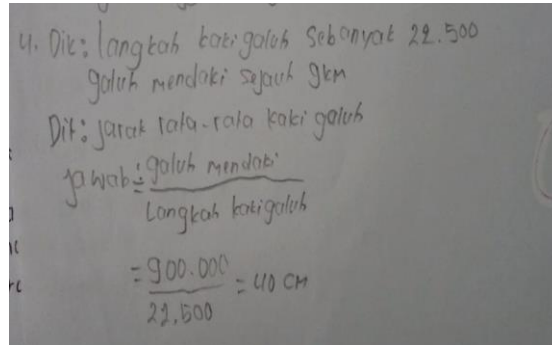 4. Dik: langkah kaki galuh sebanyak 22.500
galuh mendaki sejauh 9km
Dit: jarak rata-rata kaki galuh
Jawab: galuh mendaki
Langkah kaki galuh
= 900.000
22.500
= 40 CM